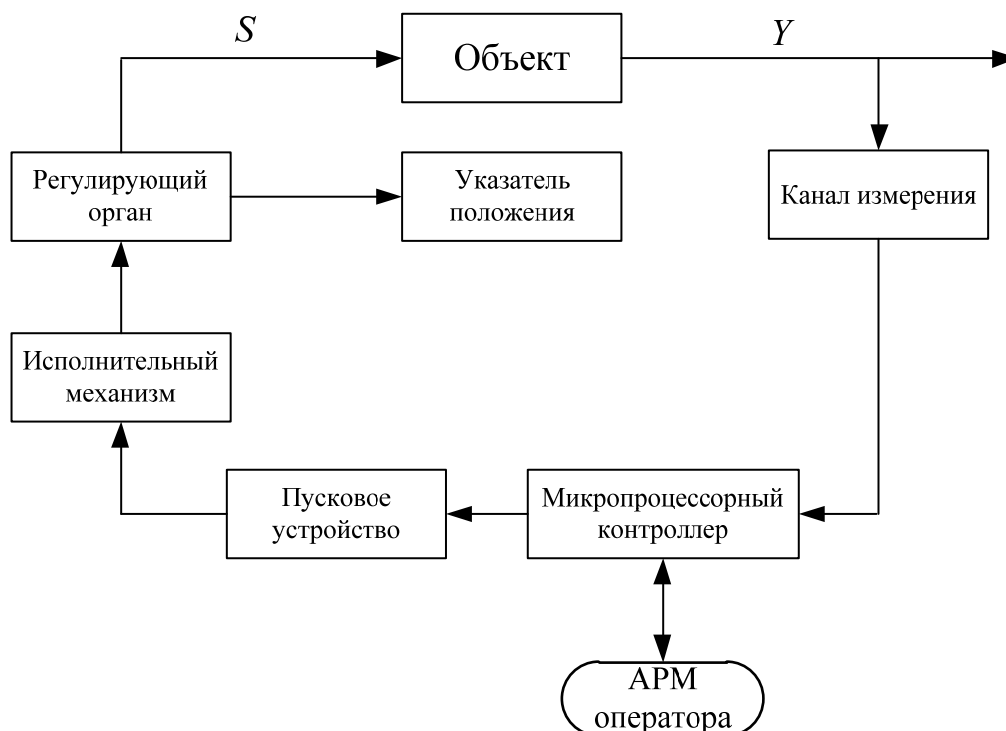 S
Объект
Y
Регулирующий
орган
Указатель
положения
Канал измерения
Исполнительный
механизм
Пусковое
устройство
Микропроцессорный
контроллер
АРМ
оператора